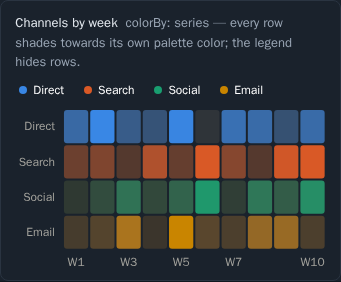 Channels by week colorBy: series — every row
shades towards its own palette color; the legend
hides rows.
Direct Search Social Email
Direct
Search
Social
Email
W1 W3 W5 W7 W10